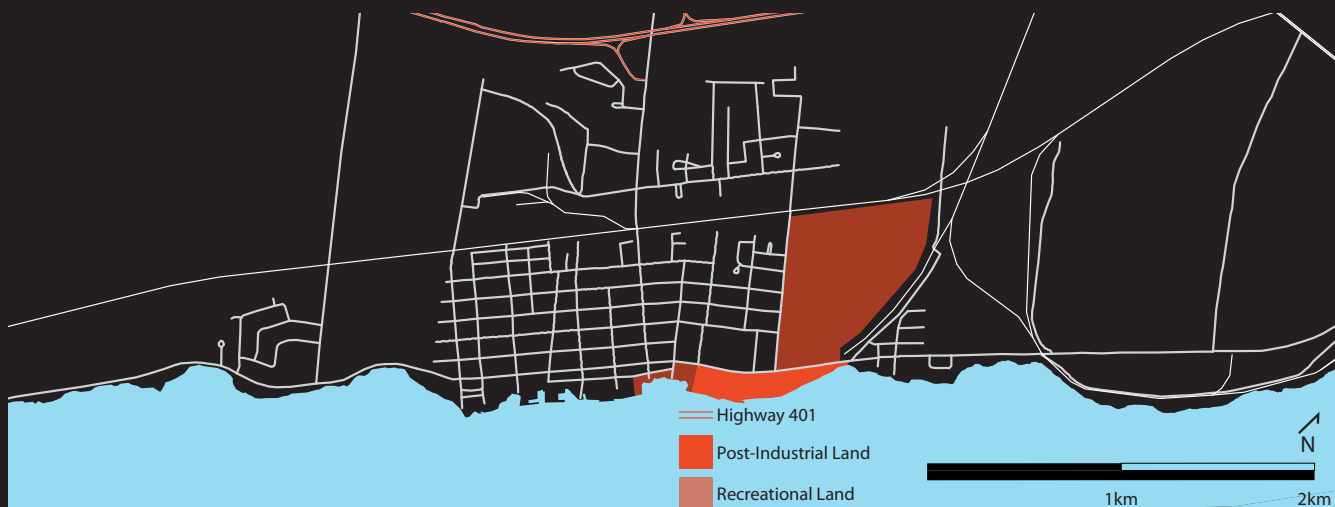 Highway 401
Post-Industrial Land
Recreational Land
N
1km
2km